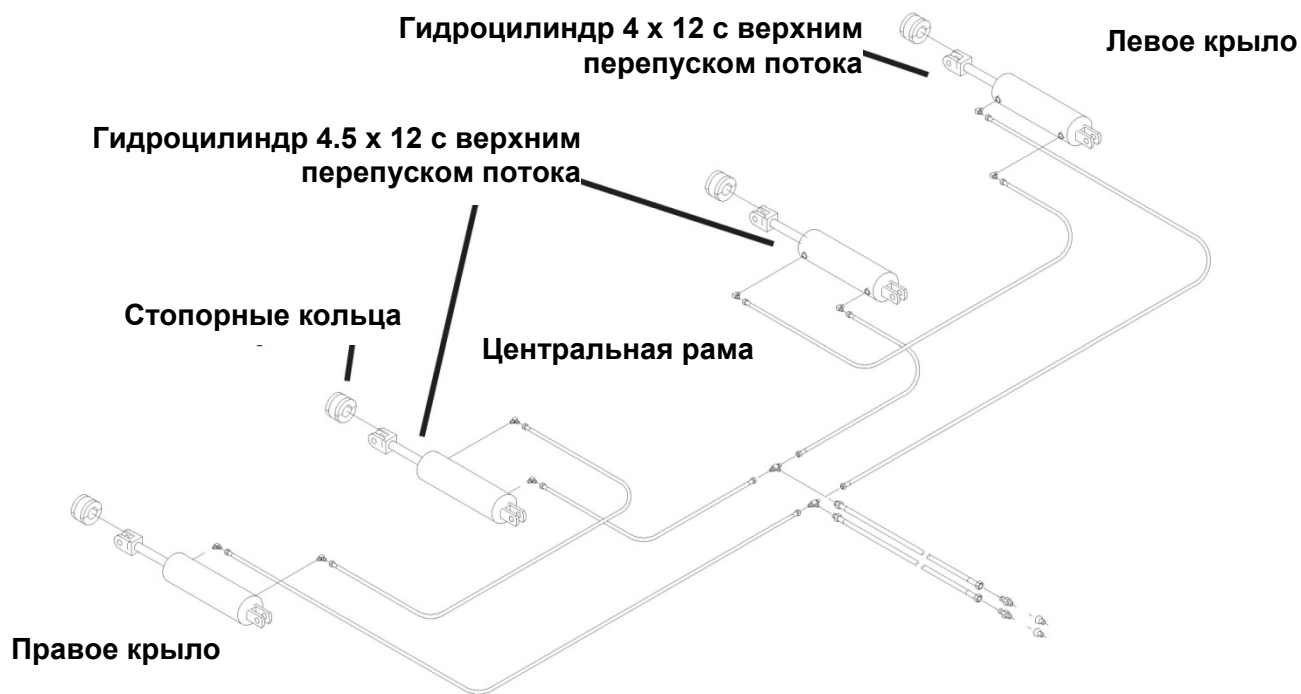 Гидроцилиндр 4 x 12 с верхним
перепуском потока
Левое крыло
Гидроцилиндр 4.5 x 12 с верхним
перепуском потока
Стопорные кольца
Центральная рама
Правое крыло